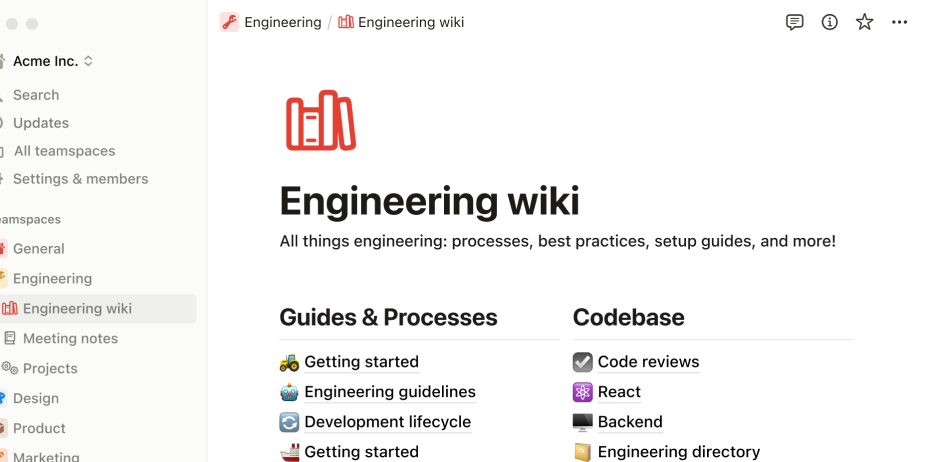 Engineering / Engineering wiki
Acme Inc.
Search
Updates
All teamspaces
Settings & members
eamspaces
General
Engineering
Engineering wiki
Meeting notes
Projects
Design
Product
Marketing
Engineering wiki
All things engineering: processes, best practices, setup guides, and more!
Guides & Processes
Getting started
Engineering guidelines
Development lifecycle
Getting started
Codebase
Code reviews
React
Backend
Engineering directory